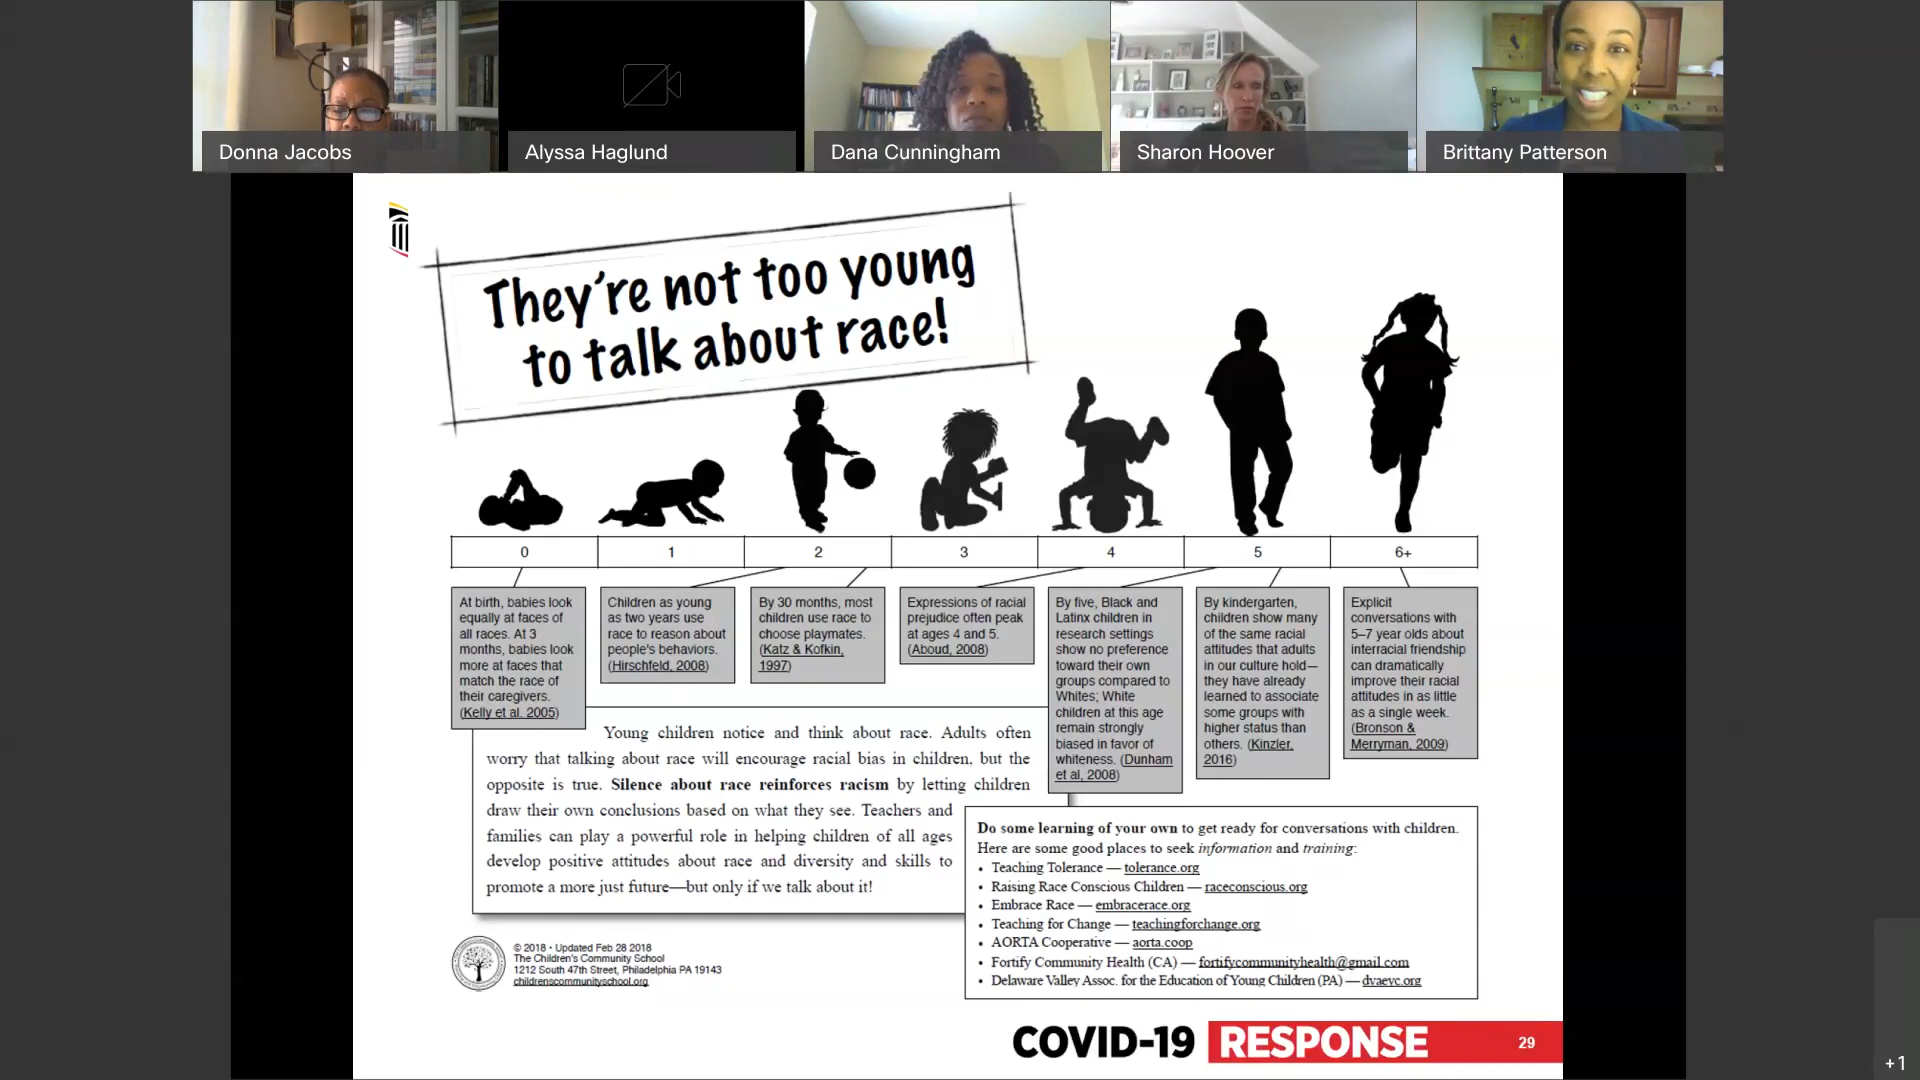 Donna Jacobs
Alyssa Haglund
Dana Cunningham
Sharon Hoover
Brittany Patterson
They're not too young
to talk about race!
0
1
2
3
4
5
6+
At birth, babies look
equally at faces of
all races. At 3
months, babies look
more at faces that
match the race of
their caregivers.
(Kelly et al. 2005)
Children as young
as two years use
race to reason about
people's behaviors.
(Hirschfeld, 2008)
By 30 months, most
children use race to
choose playmates.
(Katz & Kofkin,
1997)
Expressions of racial
prejudice often peak
at ages 4 and 5.
(Aboud, 2008)
By five, Black and
Latinx children in
research settings
show no preference
toward their own
groups compared to
Whites; White
children at this age
remain strongly
biased in favor of
whiteness. (Dunham
et al, 2008)
By kindergarten,
children show many
of the same racial
attitudes that adults
in our culture hold—
they have already
learned to associate
some groups with
higher status than
others. (Kinzler,
2016)
Explicit
conversations with
5–7 year olds about
interracial friendship
can dramatically
improve their racial
attitudes in as little
as a single week.
(Bronson &
Merryman, 2009)
Young children notice and think about race. Adults often
worry that talking about race will encourage racial bias in children, but the
opposite is true. Silence about race reinforces racism by letting children
draw their own conclusions based on what they see. Teachers and
families can play a powerful role in helping children of all ages
develop positive attitudes about race and diversity and skills to
promote a more just future—but only if we talk about it!
Do some learning of your own to get ready for conversations with children.
Here are some good places to seek information and training:
• Teaching Tolerance — tolerance.org
• Raising Race Conscious Children — raceconscious.org
• Embrace Race — embracerace.org
• Teaching for Change — teachingforchange.org
• AORTA Cooperative — aorta.coop
• Fortify Community Health (CA) — fortifycommunityhealth@gmail.com
• Delaware Valley Assoc. for the Education of Young Children (PA) — dvaeyc.org
© 2018 • Updated Feb 28 2018
The Children's Community School
1212 South 47th Street, Philadelphia PA 19143
childrenscommunityschool.org
COVID-19 RESPONSE
29
+1